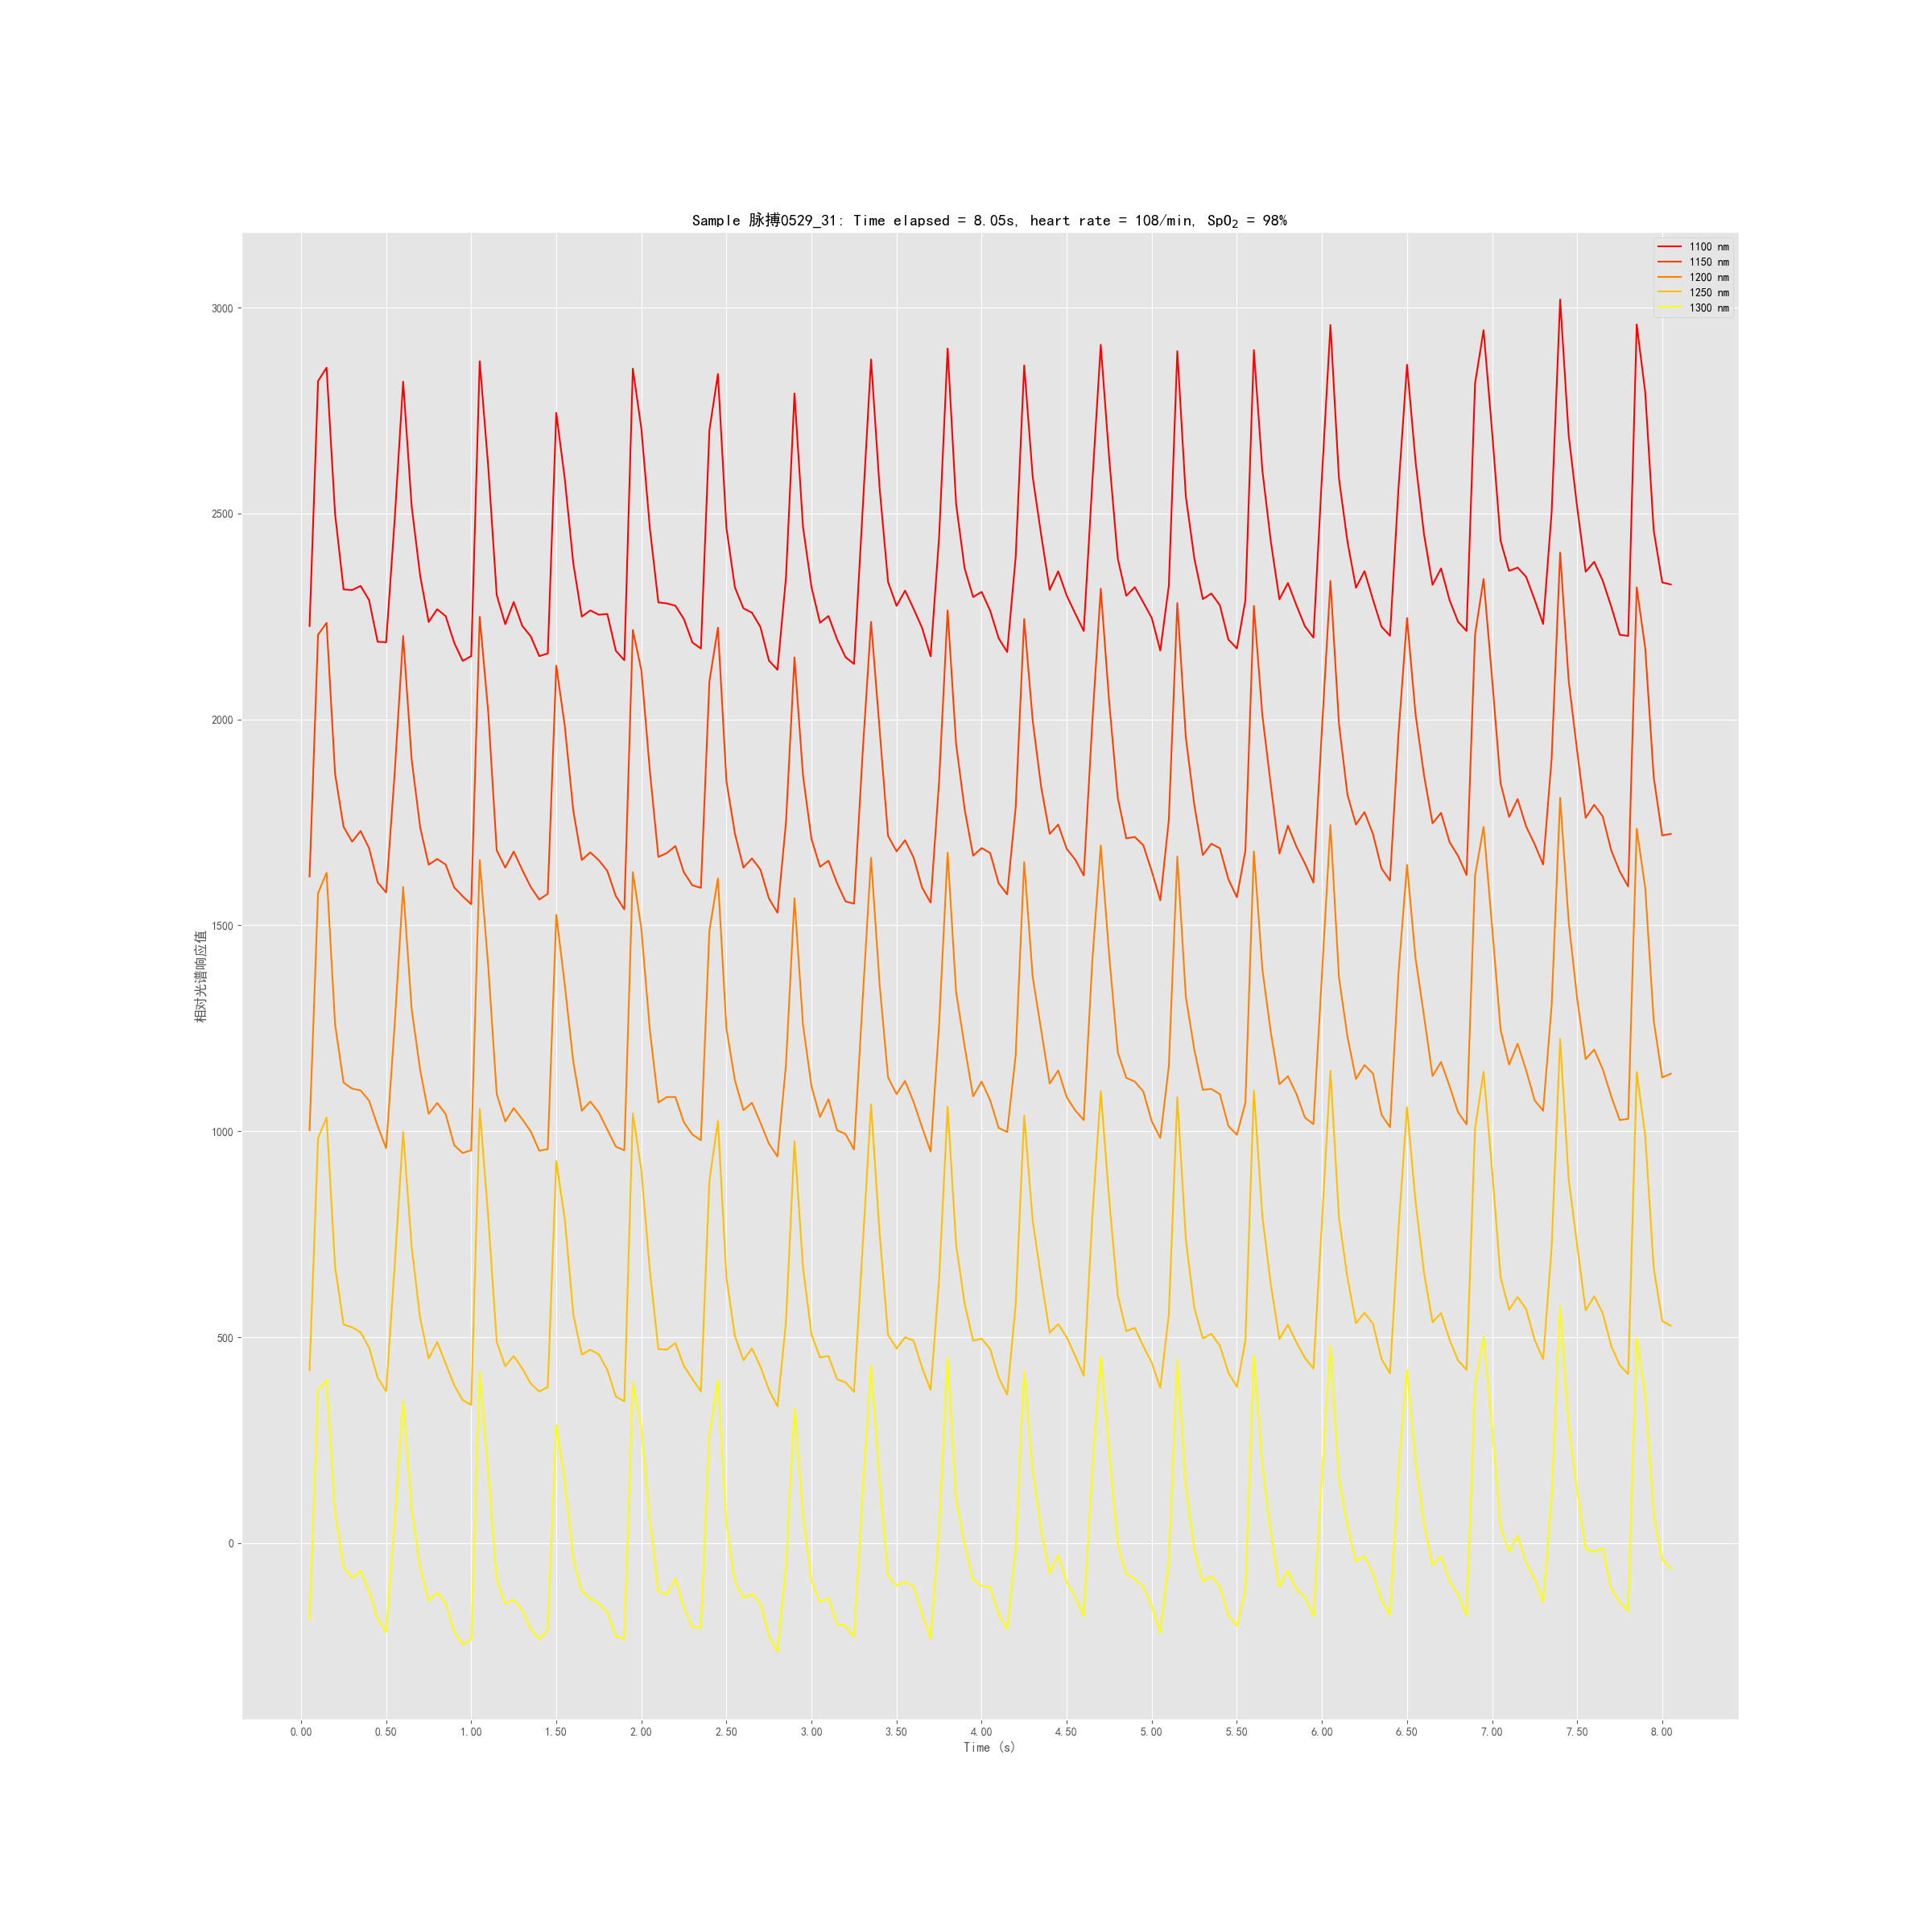 Sample 脉搏0529_31: Time elapsed = 8.05s, heart rate = 108/min, SpO₂ = 98%
1100 nm
1150 nm
1200 nm
1250 nm
1300 nm
3000
2500
2000
1500
1000
500
0
相对光谱响应值
0.00 0.50 1.00 1.50 2.00 2.50 3.00 3.50 4.00 4.50 5.00 5.50 6.00 6.50 7.00 7.50 8.00
Time (s)